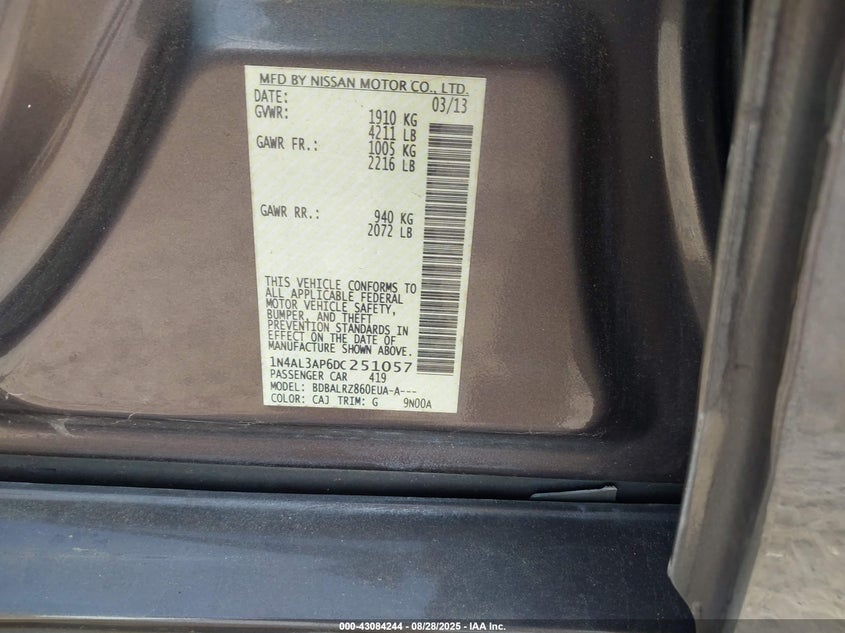 MFD BY NISSAN MOTOR CO., LTD.
DATE: 03/13
GVWR: 1910 KG
4211 LB
GAWR FR.: 1005 KG
2216 LB
GAWR RR.: 940 KG
2072 LB
THIS VEHICLE CONFORMS TO
ALL APPLICABLE FEDERAL
MOTOR VEHICLE SAFETY,
BUMPER, AND THEFT
PREVENTION STANDARDS IN
EFFECT ON THE DATE OF
MANUFACTURE SHOWN ABOVE.
1N4AL3AP6DC251057
PASSENGER CAR 419
MODEL: BDBALRZ860EUA-A---
COLOR: CAJ TRIM: G 9N00A
000-43084244 | 08/28/2025 - IAA Inc.